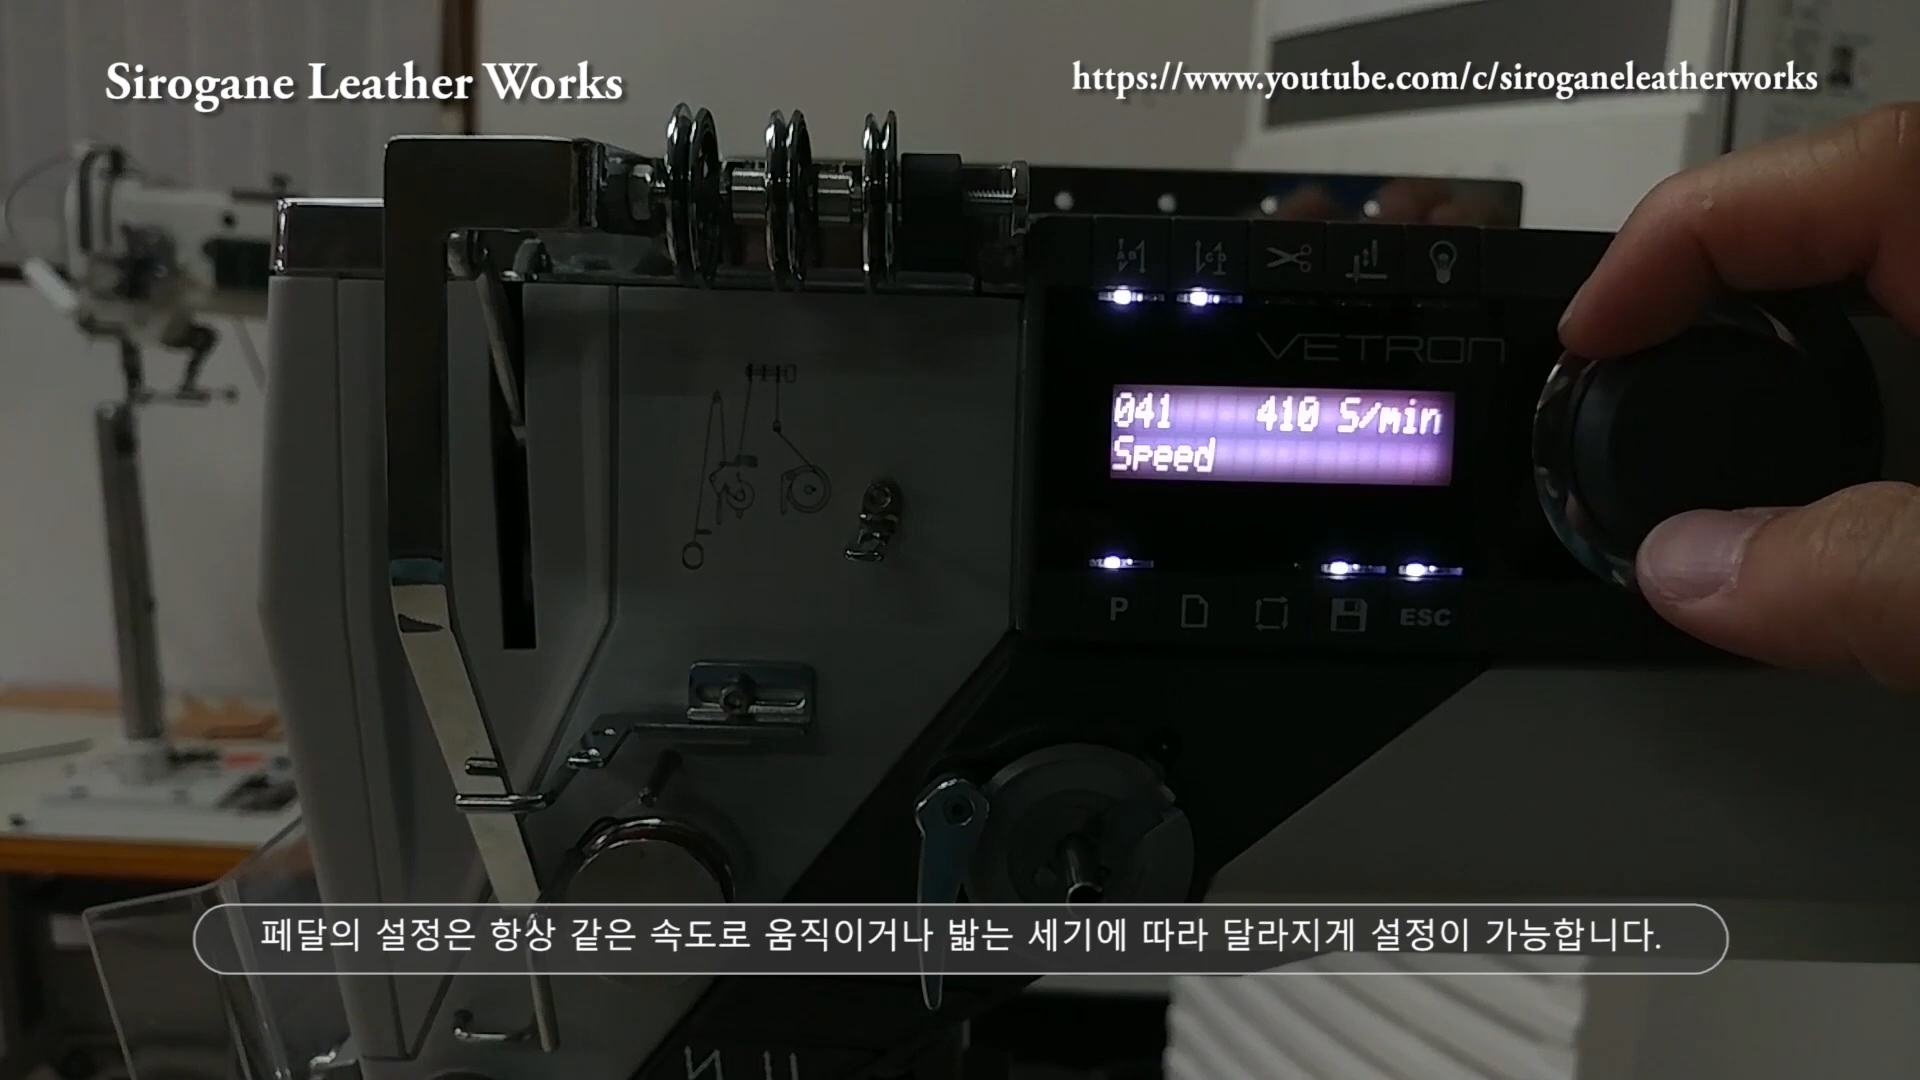 Sirogane Leather Works
https://www.youtube.com/c/siroganeleatherworks
VETRON
041 410 S/min
Speed
P
ESC
페달의 설정은 항상 같은 속도로 움직이거나 밟는 세기에 따라 달라지게 설정이 가능합니다.